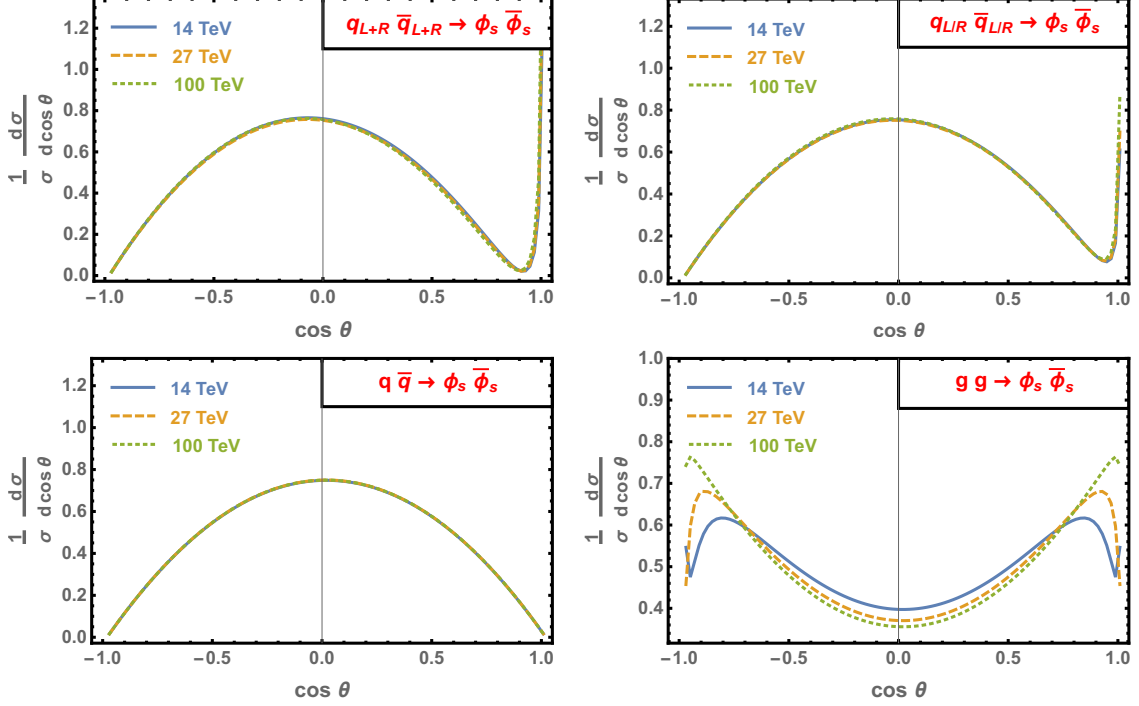 q_{L+R} \overline{q}_{L+R} → ϕ_s \overline{ϕ}_s
14 TeV
27 TeV
100 TeV
1.2
1.0
0.8
0.6
0.4
0.2
0.0
−1.0 −0.5 0.0 0.5 1.0
1/σ dσ/d cos θ
cos θ
q_{L/R} \overline{q}_{L/R} → ϕ_s \overline{ϕ}_s
14 TeV
27 TeV
100 TeV
1.2
1.0
0.8
0.6
0.4
0.2
0.0
−1.0 −0.5 0.0 0.5 1.0
1/σ dσ/d cos θ
cos θ
q \overline{q} → ϕ_s \overline{ϕ}_s
14 TeV
27 TeV
100 TeV
1.2
1.0
0.8
0.6
0.4
0.2
0.0
−1.0 −0.5 0.0 0.5 1.0
1/σ dσ/d cos θ
cos θ
g g → ϕ_s \overline{ϕ}_s
14 TeV
27 TeV
100 TeV
1.0
0.9
0.8
0.7
0.6
0.5
0.4
−1.0 −0.5 0.0 0.5 1.0
1/σ dσ/d cos θ
cos θ